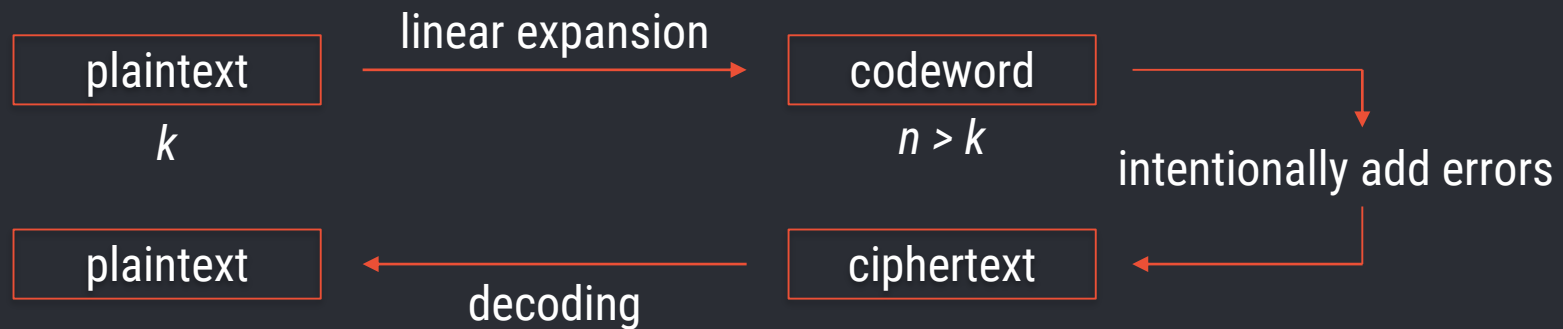 linear expansion
plaintext
codeword
k
n > k
intentionally add errors
plaintext
ciphertext
decoding